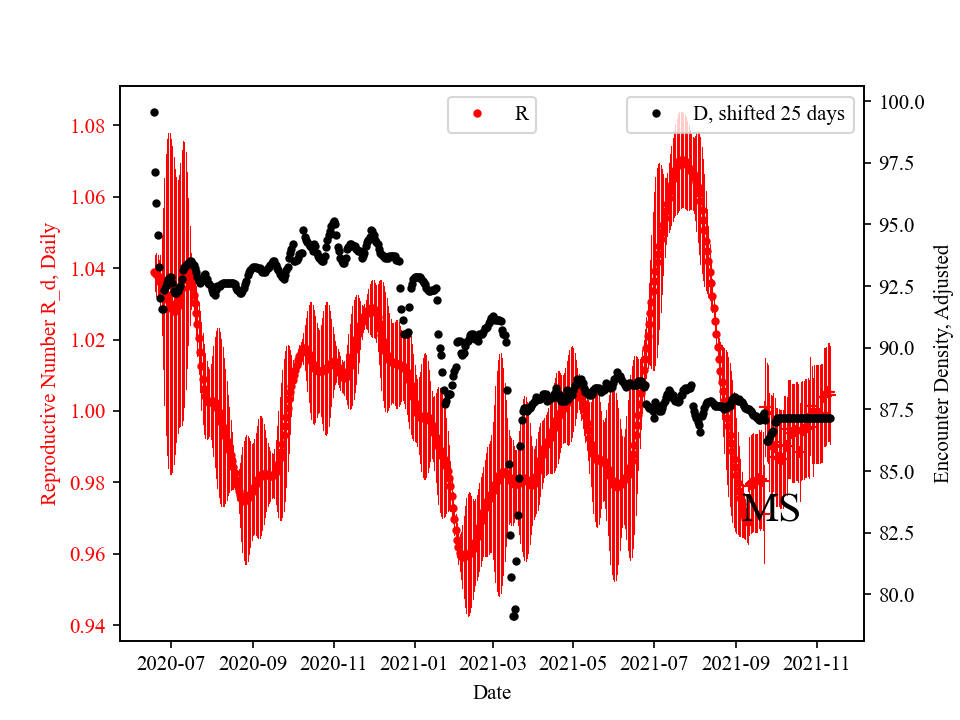 R
D, shifted 25 days
Reproductive Number R_d, Daily
1.08
1.06
1.04
1.02
1.00
0.98
0.96
0.94
100.0
97.5
95.0
92.5
90.0
87.5
85.0
82.5
80.0
Encounter Density, Adjusted
MS
2020-07 2020-09 2020-11 2021-01 2021-03 2021-05 2021-07 2021-09 2021-11
Date